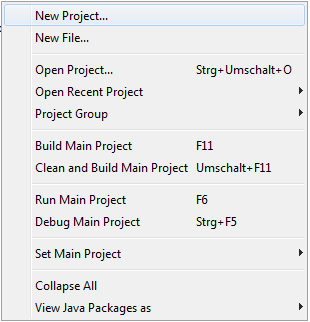 New Project...
New File...
Open Project... Strg+Umschalt+O
Open Recent Project
Project Group
Build Main Project F11
Clean and Build Main Project Umschalt+F11
Run Main Project F6
Debug Main Project Strg+F5
Set Main Project
Collapse All
View Java Packages as